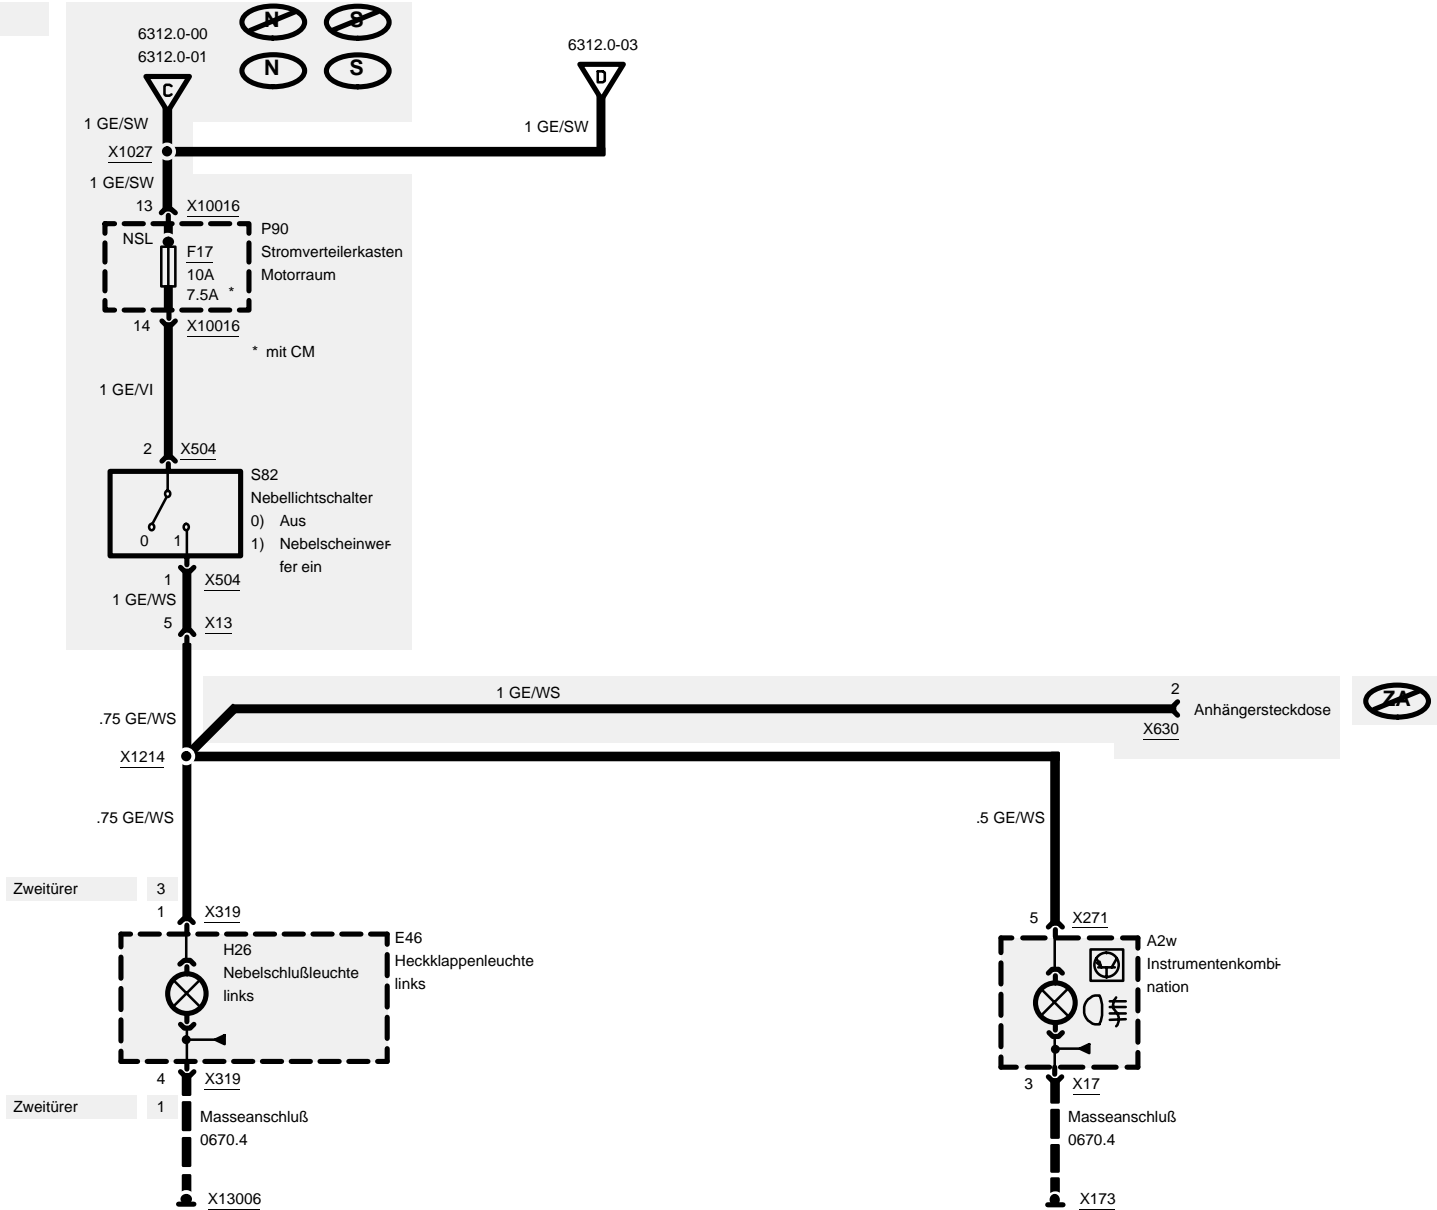 6312.0-00
6312.0-01
N
S
N
S
C
6312.0-03
D
1 GE/SW
1 GE/SW
X1027
1 GE/SW
13
X10016
NSL
F17
10A
7.5A *
P90
Stromverteilerkasten
Motorraum
14
X10016
* mit CM
1 GE/VI
2
X504
S82
Nebellichtschalter
0) Aus
1) Nebelscheinwer-
fer ein
0
1
1
X504
1 GE/WS
5
X13
1 GE/WS
2
Anhängersteckdose
X630
ZA
.75 GE/WS
X1214
.75 GE/WS
.5 GE/WS
Zweitürer
3
1
X319
5
X271
E46
Heckklappenleuchte
links
H26
Nebelschlußleuchte
links
A2w
Instrumentenkombi-
nation
4
X319
3
X17
Zweitürer
1
Masseanschluß
0670.4
Masseanschluß
0670.4
X13006
X173